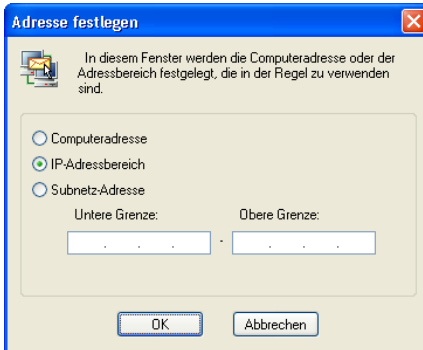 Adresse festlegen
In diesem Fenster werden die Computeradresse oder der
Adressbereich festgelegt, die in der Regel zu verwenden
sind.
Computeradresse
IP-Adressbereich
Subnetz-Adresse
Untere Grenze: Obere Grenze:
. . . - . . .
OK Abbrechen